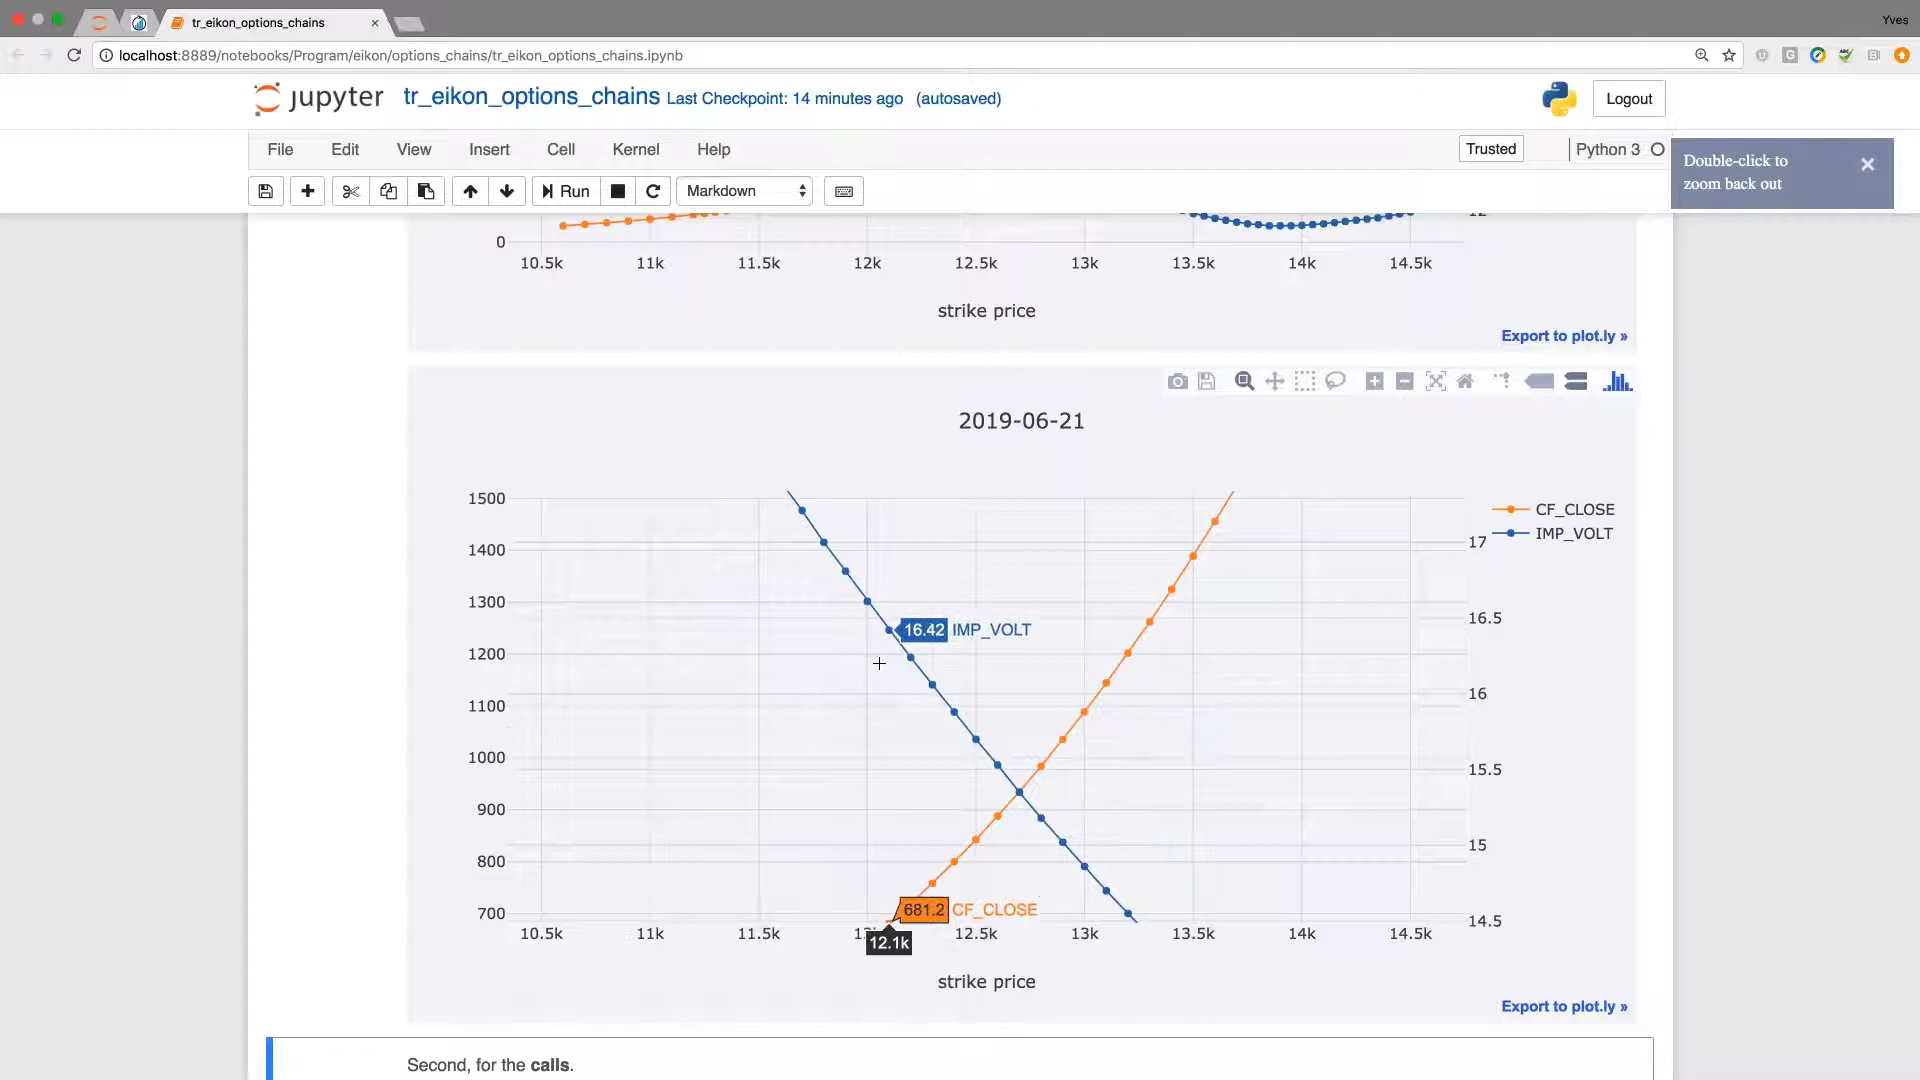 Yves
tr_eikon_options_chains
localhost:8889/notebooks/Program/eikon/options_chains/tr_eikon_options_chains.ipynb
jupyter tr_eikon_options_chains Last Checkpoint: 14 minutes ago (autosaved)
Logout
File Edit View Insert Cell Kernel Help
Trusted
Python 3
Double-click to
zoom back out
Run
Markdown
0
10.5k 11k 11.5k 12k 12.5k 13k 13.5k 14k 14.5k
strike price
Export to plot.ly »
2019-06-21
1500
1400
1300
1200
1100
1000
900
800
700
CF_CLOSE
IMP_VOLT
17
16.5
16
15.5
15
14.5
16.42 IMP_VOLT
681.2 CF_CLOSE
10.5k 11k 11.5k 12.5k 13k 13.5k 14k 14.5k
12.1k
strike price
Export to plot.ly »
Second, for the calls.